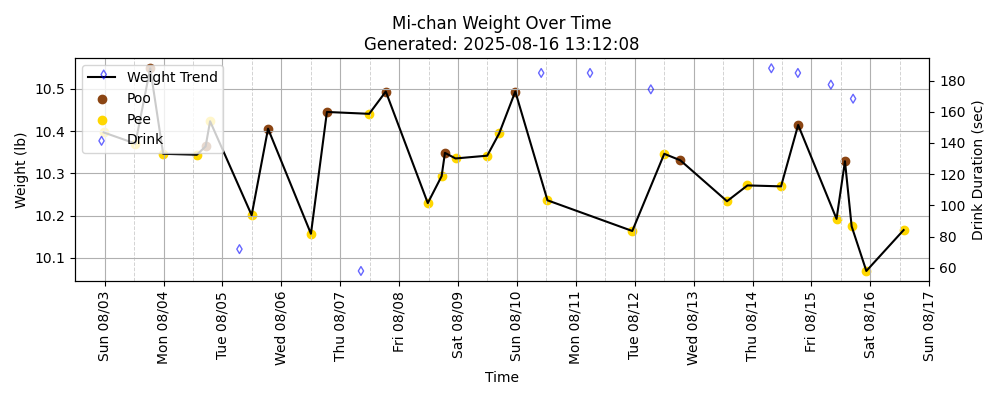 Mi-chan Weight Over Time
Generated: 2025-08-16 13:12:08
Weight Trend
Poo
Pee
Drink
Weight (lb)
10.5
10.4
10.3
10.2
10.1
Drink Duration (sec)
180
160
140
120
100
80
60
Sun 08/03
Mon 08/04
Tue 08/05
Wed 08/06
Thu 08/07
Fri 08/08
Sat 08/09
Sun 08/10
Mon 08/11
Tue 08/12
Wed 08/13
Thu 08/14
Fri 08/15
Sat 08/16
Sun 08/17
Time